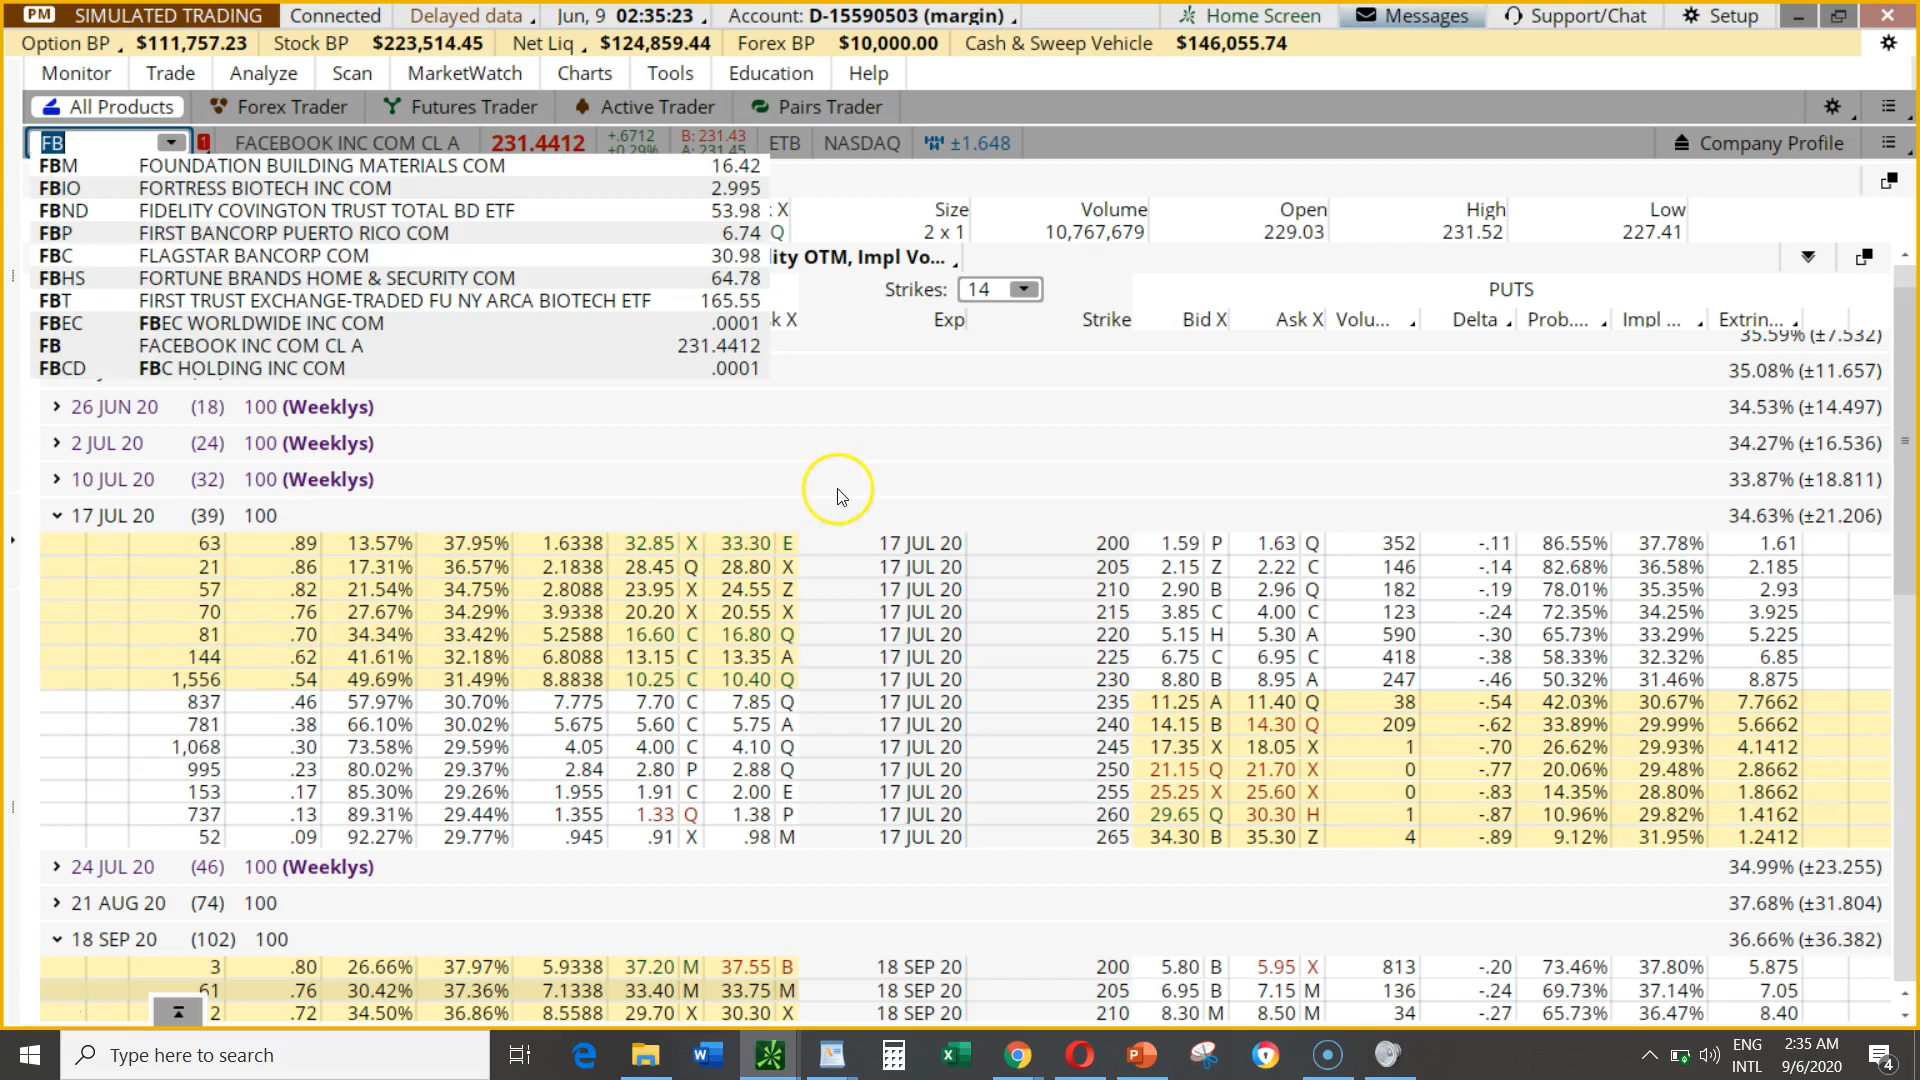 PM SIMULATED TRADING Connected Delayed data Jun, 9 02:35:23 Account: D-15590503 (margin) Home Screen Messages Support/Chat Setup
Option BP $111,757.23 Stock BP $223,514.45 Net Liq $124,859.44 Forex BP $10,000.00 Cash & Sweep Vehicle $146,055.74
Monitor Trade Analyze Scan MarketWatch Charts Tools Education Help
All Products Forex Trader Futures Trader Active Trader Pairs Trader
FB 1 FACEBOOK INC COM CL A 231.4412 +.6712 +0.29% B: 231.43 A: 231.45 ETB NASDAQ ±1.648 Company Profile
FBM FOUNDATION BUILDING MATERIALS COM 16.42
FBIO FORTRESS BIOTECH INC COM 2.995
FBND FIDELITY COVINGTON TRUST TOTAL BD ETF 53.98 X Size Volume Open High Low
FBP FIRST BANCORP PUERTO RICO COM 6.74 Q 2 x 1 10,767,679 229.03 231.52 227.41
FBC FLAGSTAR BANCORP COM 30.98 ity OTM, Impl Vo...
FBHS FORTUNE BRANDS HOME & SECURITY COM 64.78 Strikes: 14 PUTS
FBT FIRST TRUST EXCHANGE-TRADED FU NY ARCA BIOTECH ETF 165.55
FBEC FBEC WORLDWIDE INC COM .0001 k X Exp Strike Bid X Ask X Volu... Delta Prob.... Impl ... Extrin...
FB FACEBOOK INC COM CL A 231.4412 35.59% (±7.532)
FBCD FBC HOLDING INC COM .0001 35.08% (±11.657)
26 JUN 20 (18) 100 (Weeklys) 34.53% (±14.497)
2 JUL 20 (24) 100 (Weeklys) 34.27% (±16.536)
10 JUL 20 (32) 100 (Weeklys) 33.87% (±18.811)
17 JUL 20 (39) 100 34.63% (±21.206)
63 .89 13.57% 37.95% 1.6338 32.85 X 33.30 E 17 JUL 20 200 1.59 P 1.63 Q 352 -.11 86.55% 37.78% 1.61
21 .86 17.31% 36.57% 2.1838 28.45 Q 28.80 X 17 JUL 20 205 2.15 Z 2.22 C 146 -.14 82.68% 36.58% 2.185
57 .82 21.54% 34.75% 2.8088 23.95 X 24.55 Z 17 JUL 20 210 2.90 B 2.96 Q 182 -.19 78.01% 35.35% 2.93
70 .76 27.67% 34.29% 3.9338 20.20 X 20.55 X 17 JUL 20 215 3.85 C 4.00 C 123 -.24 72.35% 34.25% 3.925
81 .70 34.34% 33.42% 5.2588 16.60 C 16.80 Q 17 JUL 20 220 5.15 H 5.30 A 590 -.30 65.73% 33.29% 5.225
144 .62 41.61% 32.18% 6.8088 13.15 C 13.35 A 17 JUL 20 225 6.75 C 6.95 C 418 -.38 58.33% 32.32% 6.85
1,556 .54 49.69% 31.49% 8.8838 10.25 C 10.40 Q 17 JUL 20 230 8.80 B 8.95 A 247 -.46 50.32% 31.46% 8.875
837 .46 57.97% 30.70% 7.775 7.70 C 7.85 Q 17 JUL 20 235 11.25 A 11.40 Q 38 -.54 42.03% 30.67% 7.7662
781 .38 66.10% 30.02% 5.675 5.60 C 5.75 A 17 JUL 20 240 14.15 B 14.30 Q 209 -.62 33.89% 29.99% 5.6662
1,068 .30 73.58% 29.59% 4.05 4.00 C 4.10 Q 17 JUL 20 245 17.35 X 18.05 X 1 -.70 26.62% 29.93% 4.1412
995 .23 80.02% 29.37% 2.84 2.80 P 2.88 Q 17 JUL 20 250 21.15 Q 21.70 X 0 -.77 20.06% 29.48% 2.8662
153 .17 85.30% 29.26% 1.955 1.91 C 2.00 E 17 JUL 20 255 25.25 X 25.60 X 0 -.83 14.35% 28.80% 1.8662
737 .13 89.31% 29.44% 1.355 1.33 Q 1.38 P 17 JUL 20 260 29.65 Q 30.30 H 1 -.87 10.96% 29.82% 1.4162
52 .09 92.27% 29.77% .945 .91 X .98 M 17 JUL 20 265 34.30 B 35.30 Z 4 -.89 9.12% 31.95% 1.2412
24 JUL 20 (46) 100 (Weeklys) 34.99% (±23.255)
21 AUG 20 (74) 100 37.68% (±31.804)
18 SEP 20 (102) 100 36.66% (±36.382)
3 .80 26.66% 37.97% 5.9338 37.20 M 37.55 B 18 SEP 20 200 5.80 B 5.95 X 813 -.20 73.46% 37.80% 5.875
61 .76 30.42% 37.36% 7.1338 33.40 M 33.75 M 18 SEP 20 205 6.95 B 7.15 M 136 -.24 69.73% 37.14% 7.05
2 .72 34.50% 36.86% 8.5588 29.70 X 30.30 X 18 SEP 20 210 8.30 M 8.50 M 34 -.27 65.73% 36.47% 8.40
Type here to search ENG INTL 2:35 AM 9/6/2020 4